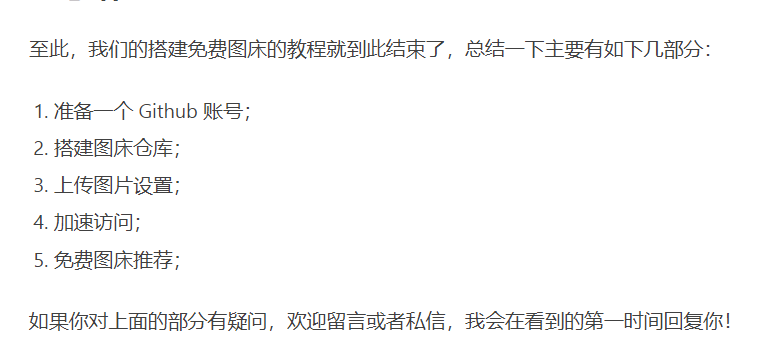 至此，我们的搭建免费图床的教程就到此结束了，总结一下主要有如下几部分：
1. 准备一个 Github 账号；
2. 搭建图床仓库；
3. 上传图片设置；
4. 加速访问；
5. 免费图床推荐；
如果你对上面的部分有疑问，欢迎留言或者私信，我会在看到的第一时间回复你！